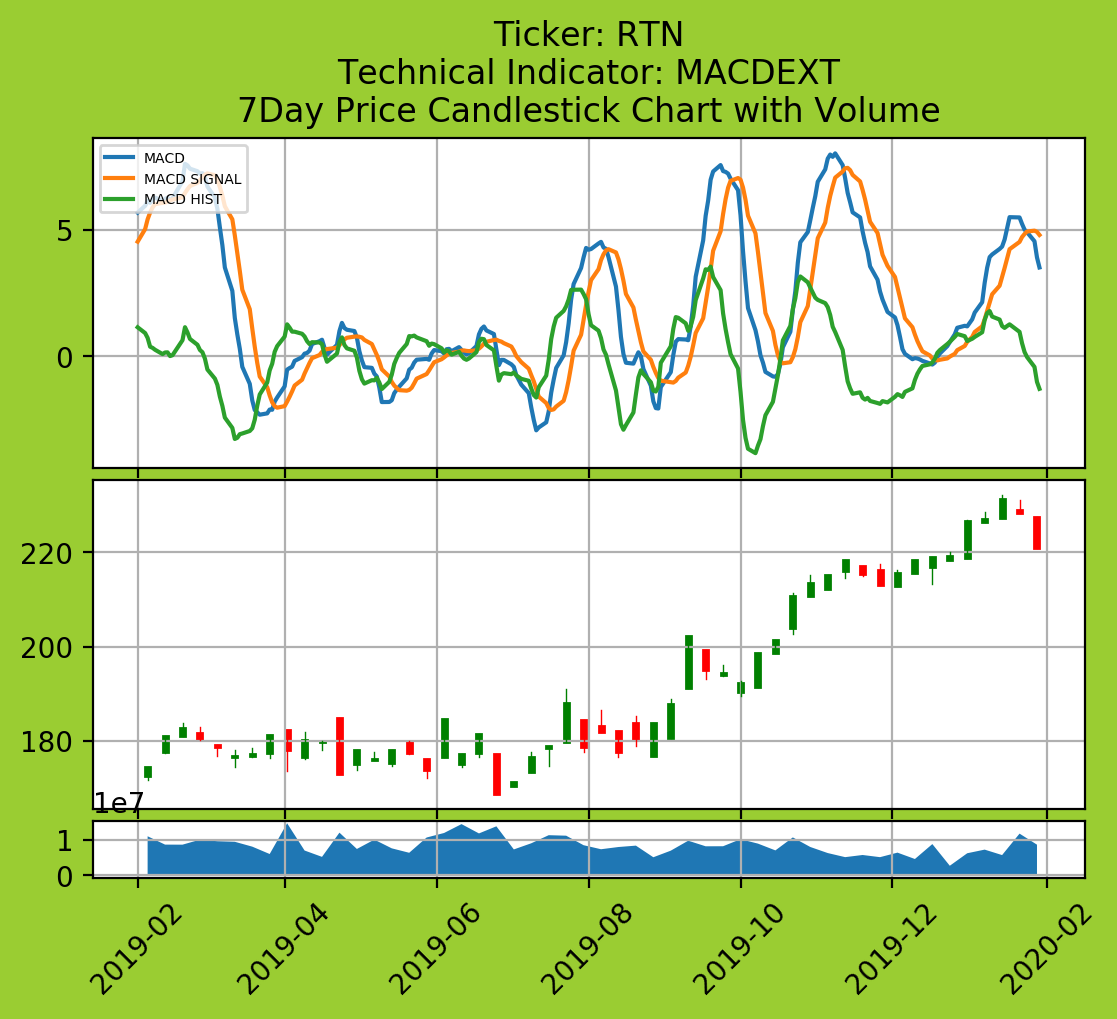 Ticker: RTN
Technical Indicator: MACDEXT
7Day Price Candlestick Chart with Volume
MACD
MACD SIGNAL
MACD HIST
5
0
220
200
180
1e7
1
0
2019-02
2019-04
2019-06
2019-08
2019-10
2019-12
2020-02